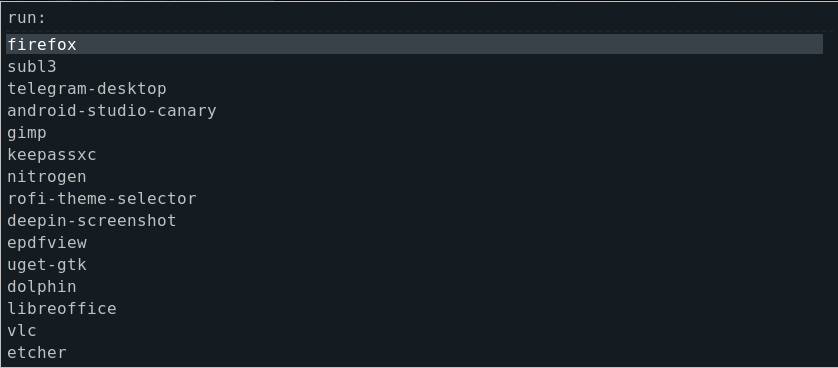 run:
firefox
subl3
telegram-desktop
android-studio-canary
gimp
keepassxc
nitrogen
rofi-theme-selector
deepin-screenshot
epdfview
uget-gtk
dolphin
libreoffice
vlc
etcher